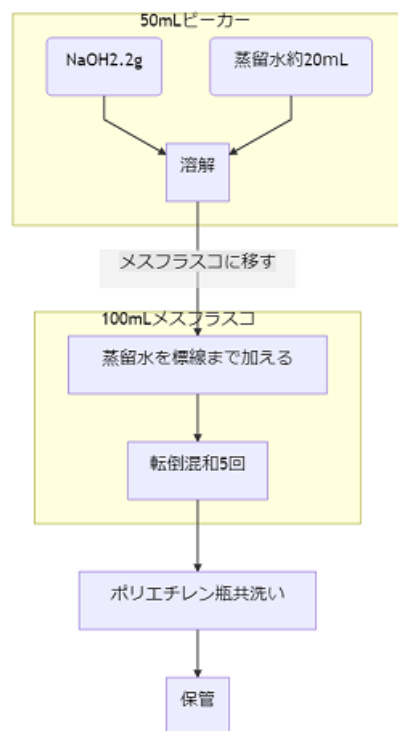 50mLビーカー
NaOH2.2g
蒸留水約20mL
溶解
メスフラスコに移す
100mLメスフラスコ
蒸留水を標線まで加える
転倒混和5回
ポリエチレン瓶共洗い
保管